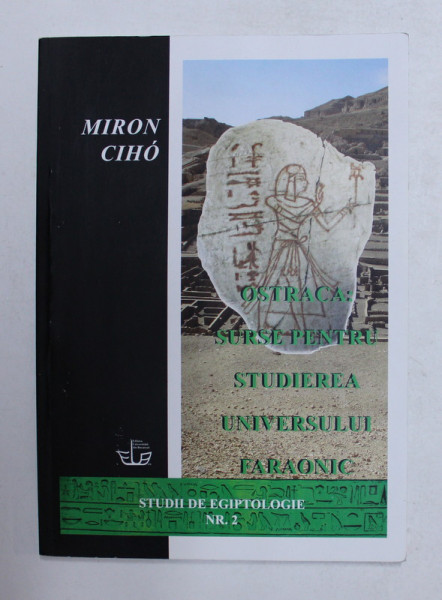 MIRON
CIHÓ
OSTRACA:
SURSE PENTRU
STUDIEREA
UNIVERSULUI
FARAONIC
STUDII DE EGIPTOLOGIE
NR. 2